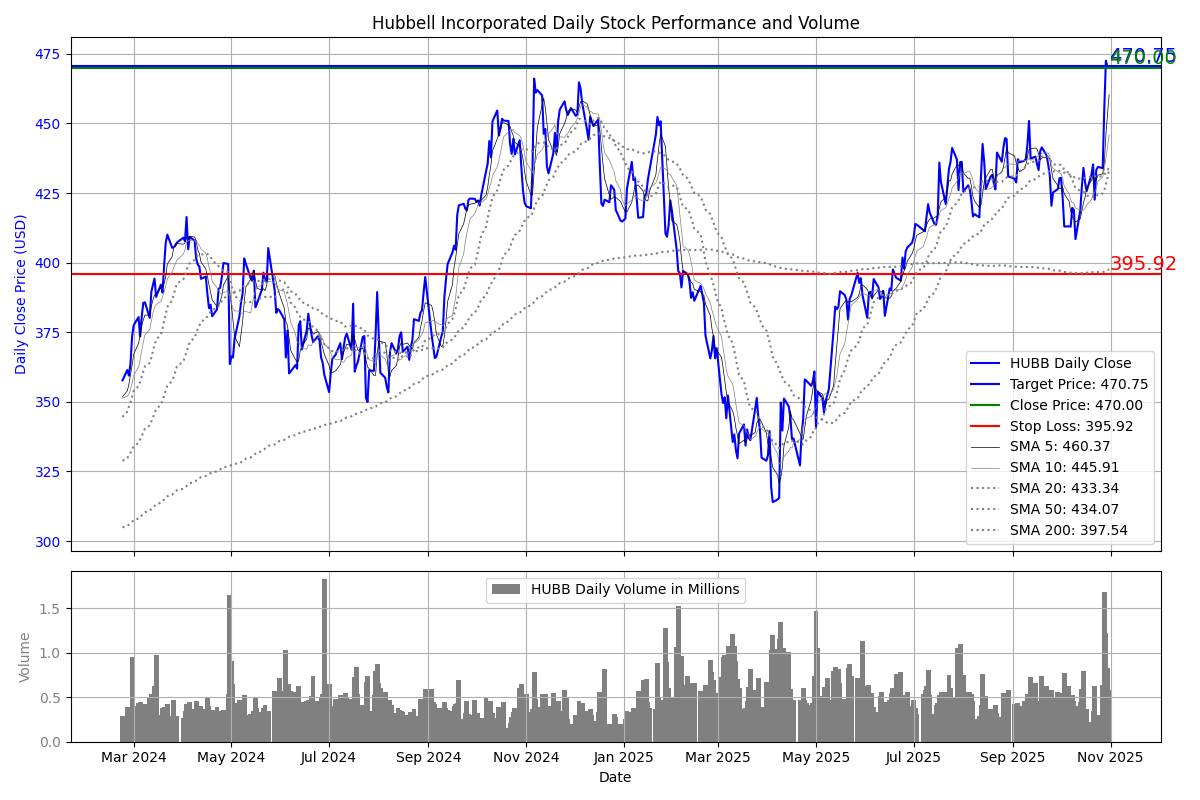 Hubbell Incorporated Daily Stock Performance and Volume
Daily Close Price (USD)
475
450
425
400
375
350
325
300
470.75
470.00
395.92
HUBB Daily Close
Target Price: 470.75
Close Price: 470.00
Stop Loss: 395.92
SMA 5: 460.37
SMA 10: 445.91
SMA 20: 433.34
SMA 50: 434.07
SMA 200: 397.54
HUBB Daily Volume in Millions
Volume
1.5
1.0
0.5
0.0
Mar 2024 May 2024 Jul 2024 Sep 2024 Nov 2024 Jan 2025 Mar 2025 May 2025 Jul 2025 Sep 2025 Nov 2025
Date